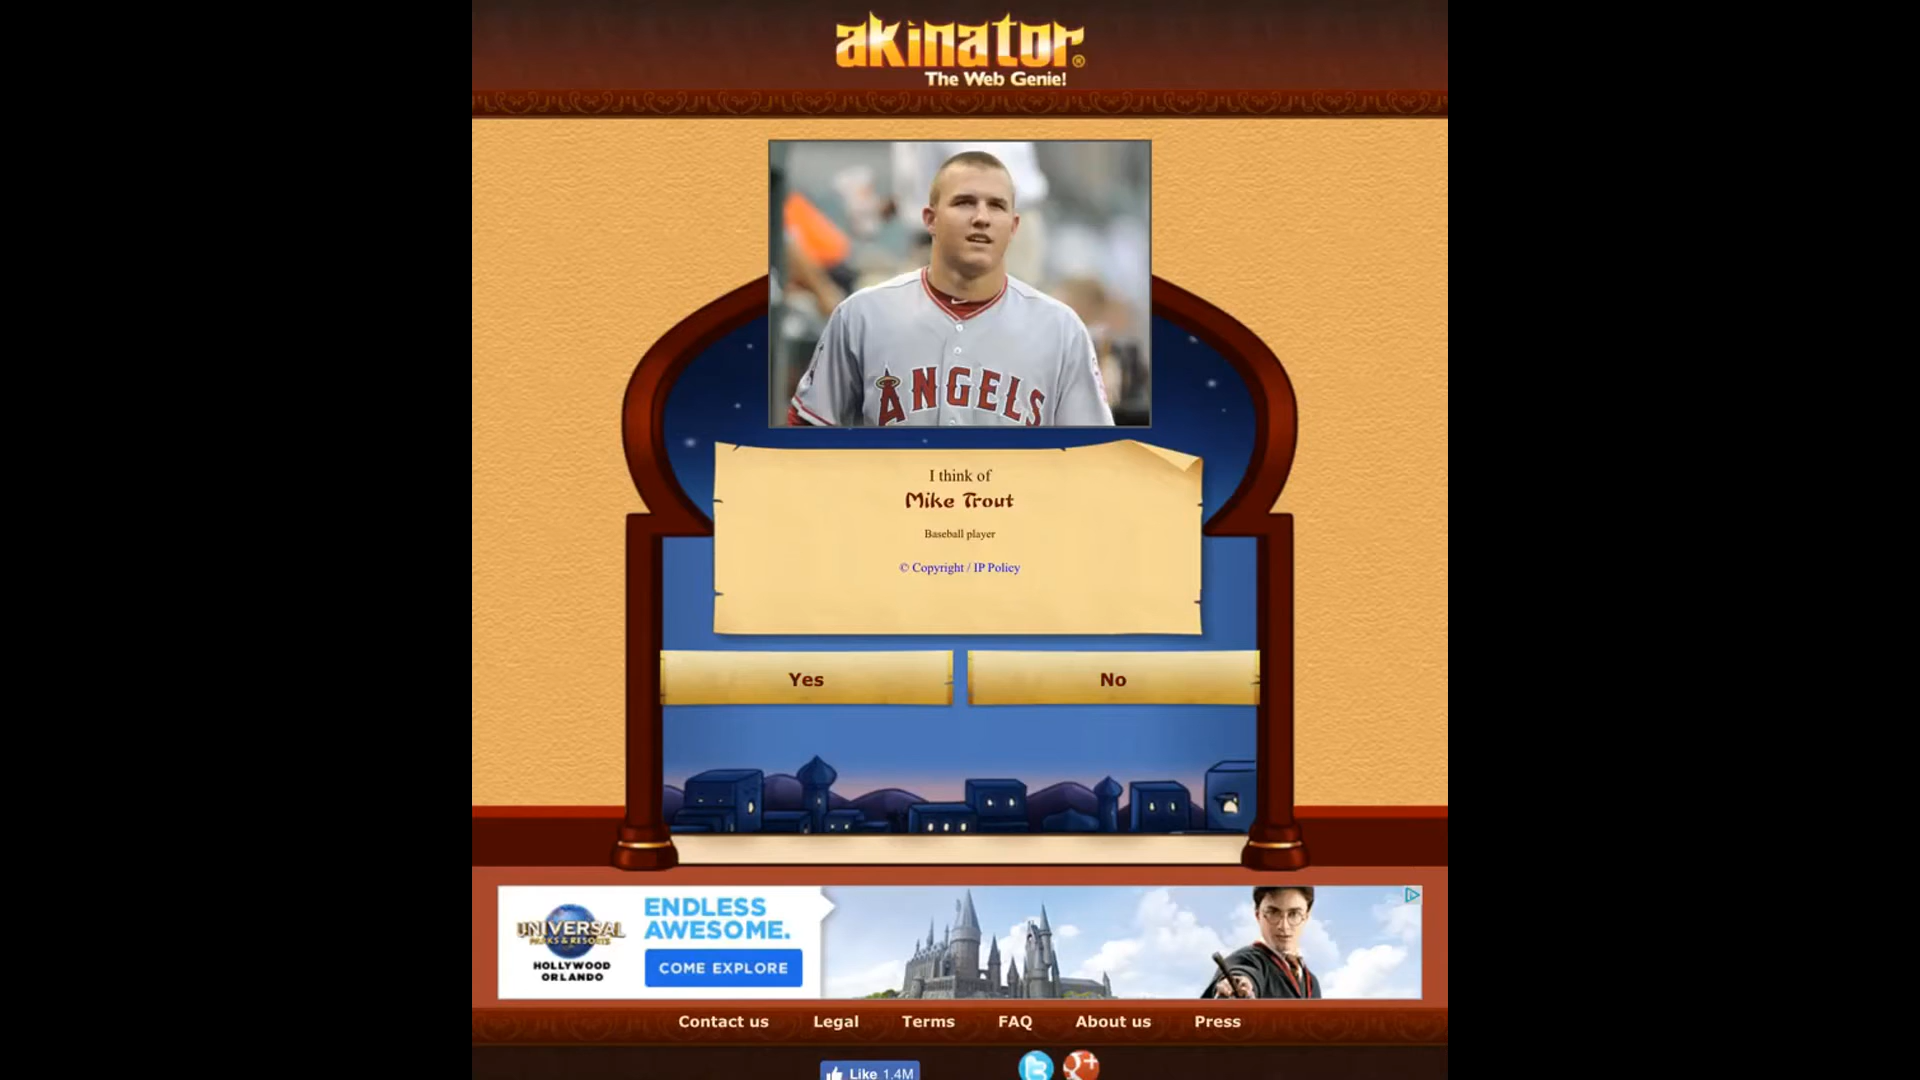 akinator®
The Web Genie!
ANGELS
I think of
Mike Trout
Baseball player
© Copyright / IP Policy
Yes
No
UNIVERSAL
PARKS & RESORTS
HOLLYWOOD
ORLANDO
ENDLESS
AWESOME.
COME EXPLORE
Contact us
Legal
Terms
FAQ
About us
Press
Like 1.4M
g+